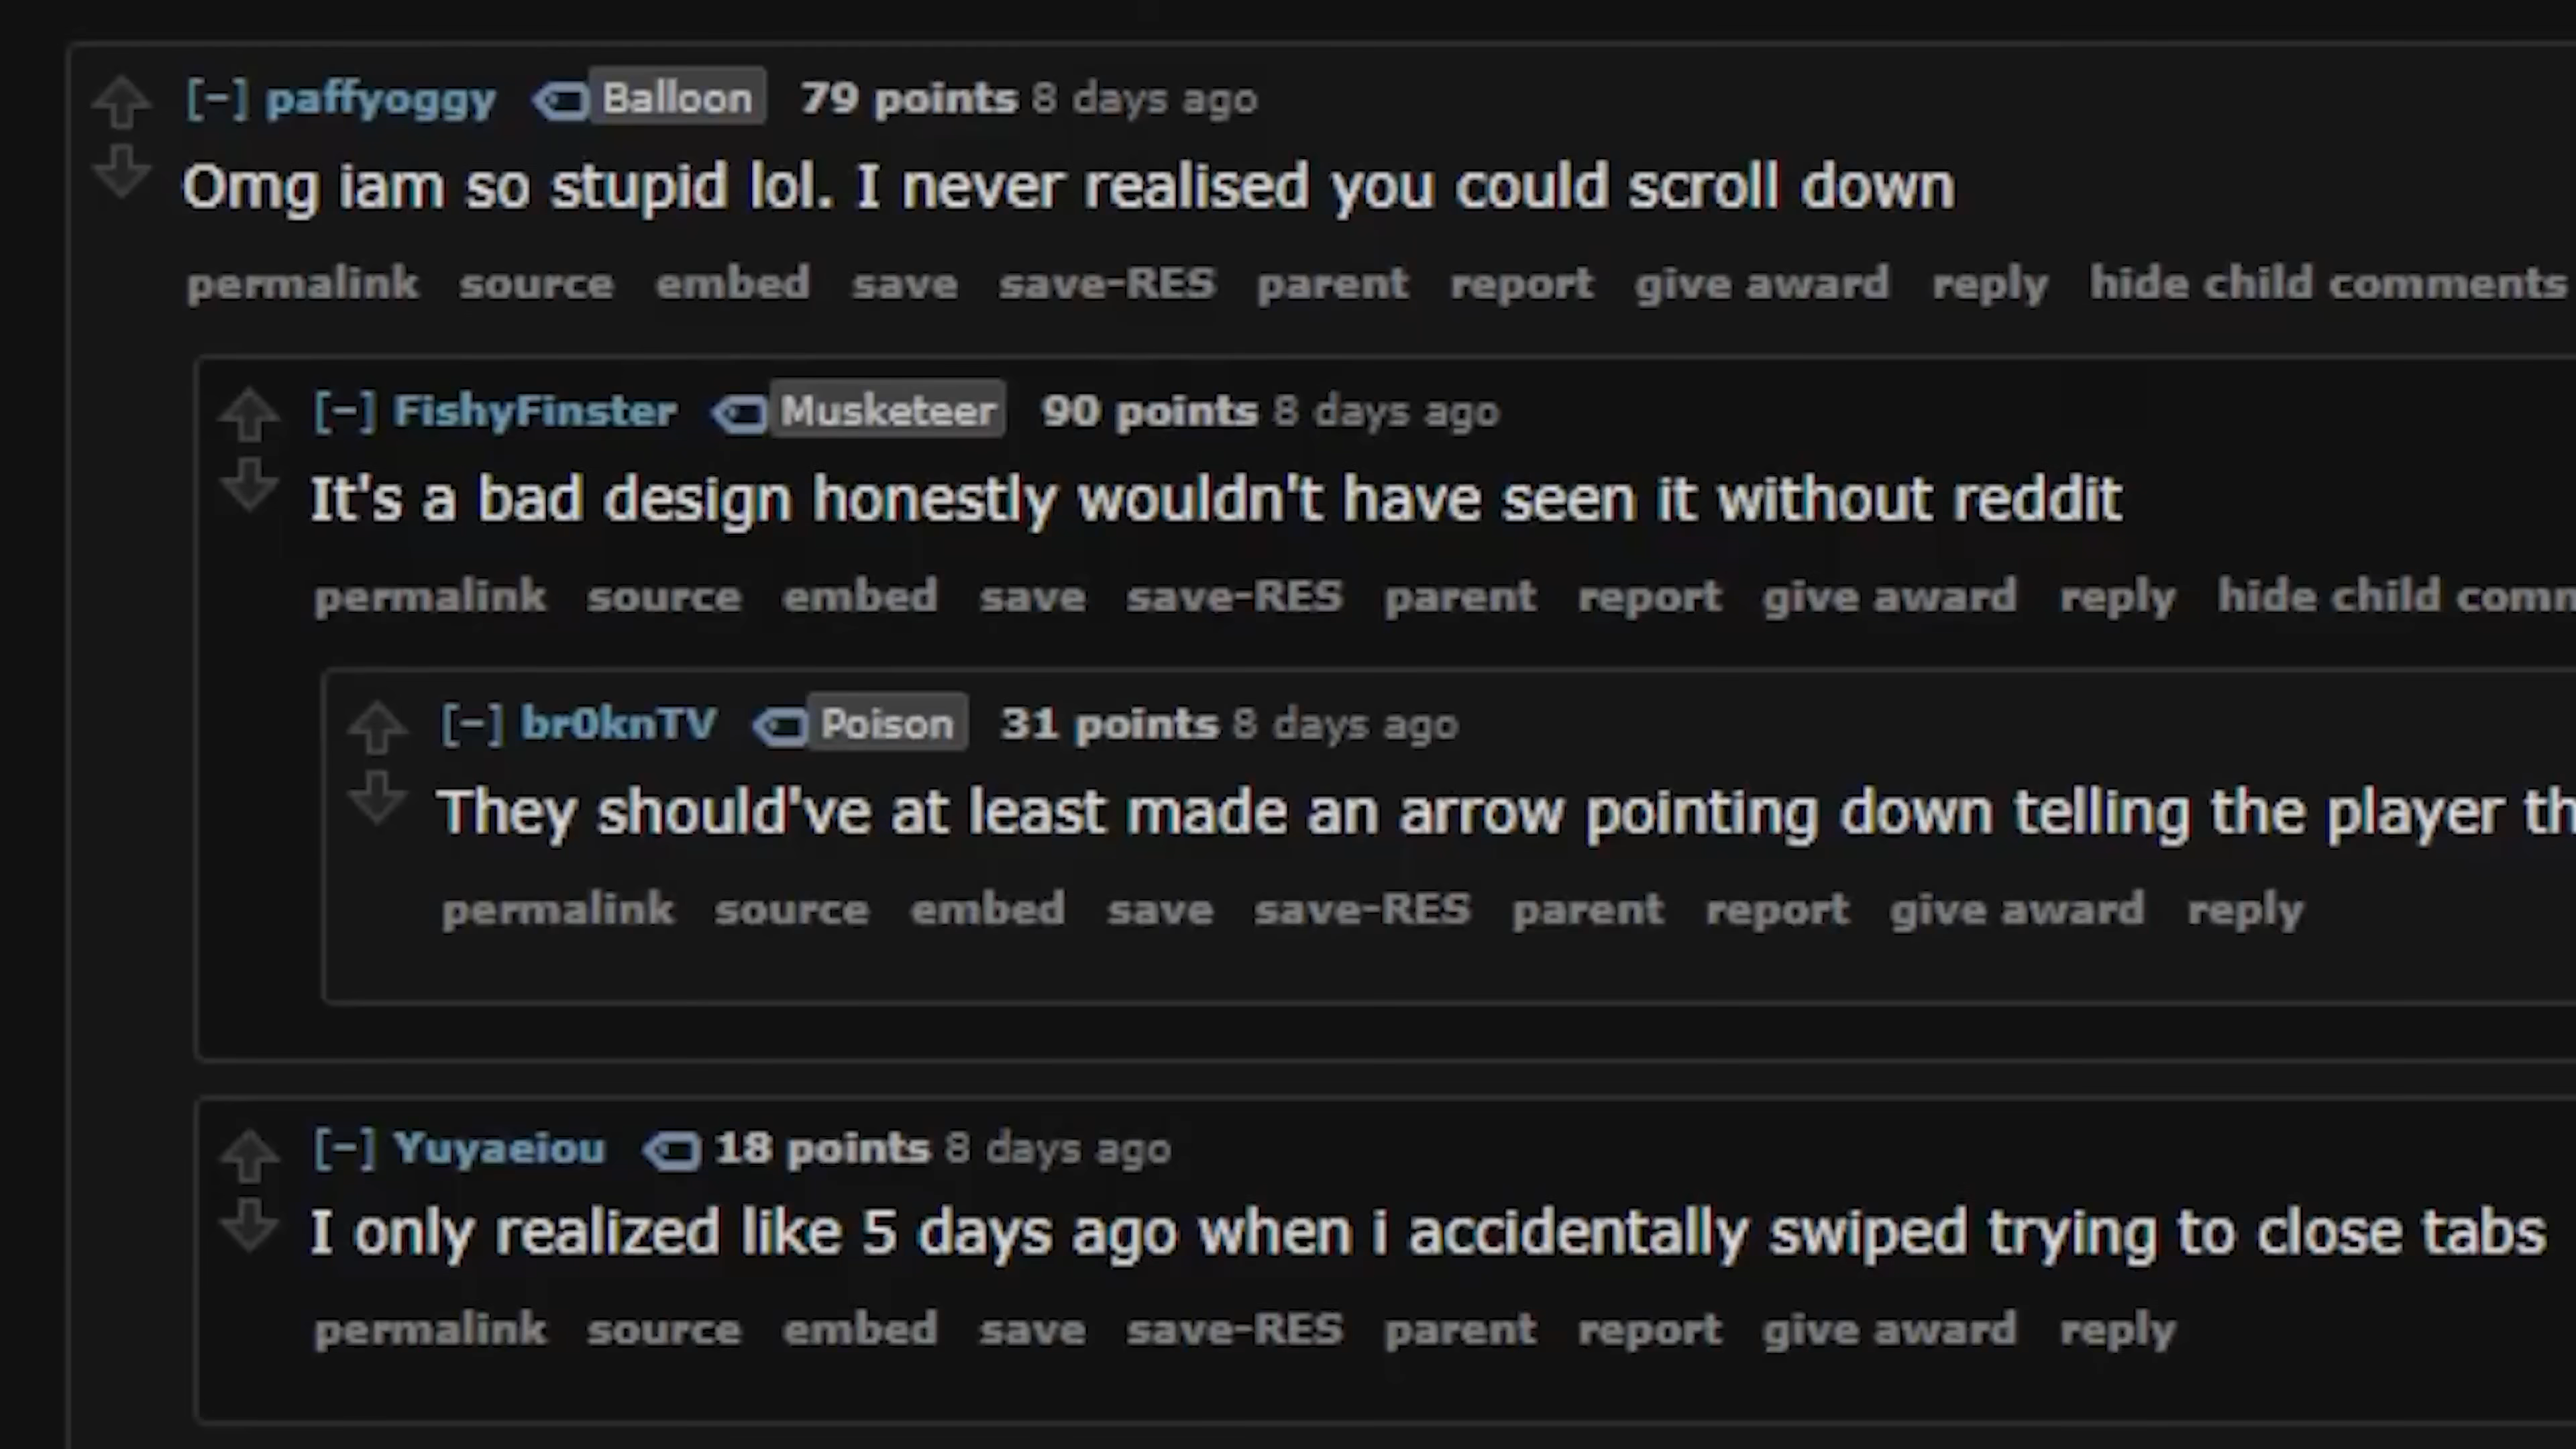 [-] paffyoggy Balloon 79 points 8 days ago
Omg iam so stupid lol. I never realised you could scroll down
permalink source embed save save-RES parent report give award reply hide child comments
[-] FishyFinster Musketeer 90 points 8 days ago
It's a bad design honestly wouldn't have seen it without reddit
permalink source embed save save-RES parent report give award reply hide child
[-] br0knTV Poison 31 points 8 days ago
They should've at least made an arrow pointing down telling the player
permalink source embed save save-RES parent report give award reply
[-] Yuyaeiou 18 points 8 days ago
I only realized like 5 days ago when i accidentally swiped trying to close tabs
permalink source embed save save-RES parent report give award reply